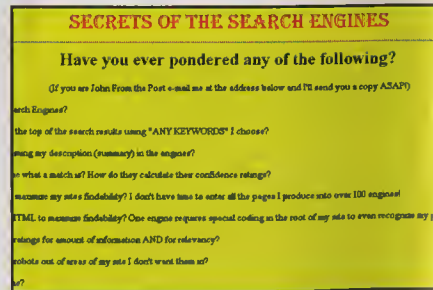 SECRETS OF THE SEARCH ENGINES
Have you ever pondered any of the following?
(If you are John From the Post e-mail me at the address below and I'll send you a copy ASAP!)
arch Engines?
the top of the search results using "ANY KEYWORDS" I choose?
my description (summary) in the engines?
what a match is? How do they calculate their confidence ratings?
maximize my sites findability? I don't have time to enter all the pages I produce into over 100 engines!
HTML to maximize findability? One engine requires special coding in the root of my site to even recognize my
ratings for amount of information AND for relevancy?
robots out of areas of my site I don't want them in?